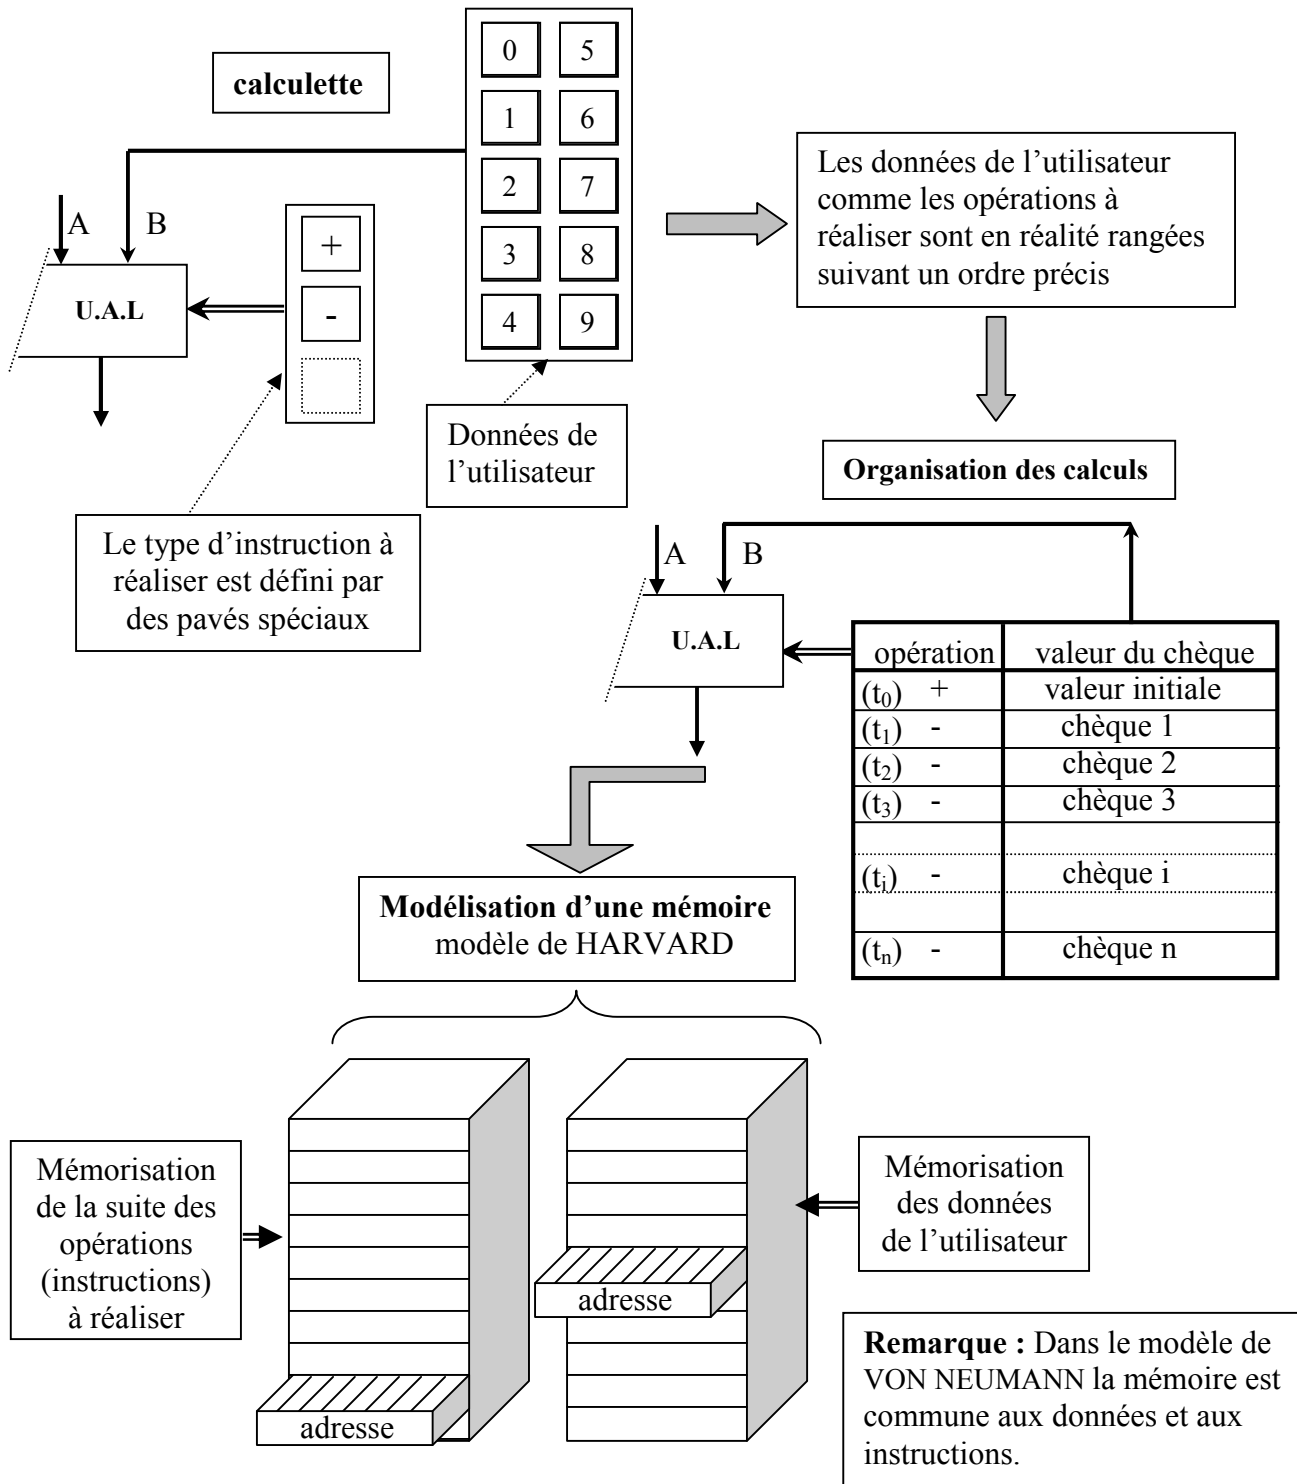 calculette
0 5
1 6
2 7
3 8
4 9
A B
+
-
U.A.L
Les données de l'utilisateur
comme les opérations à
réaliser sont en réalité rangées
suivant un ordre précis
Données de
l'utilisateur
Le type d'instruction à
réaliser est défini par
des pavés spéciaux
Organisation des calculs
A B
U.A.L
opération valeur du chèque
(t0) + valeur initiale
(t1) - chèque 1
(t2) - chèque 2
(t3) - chèque 3
(ti) - chèque i
(tn) - chèque n
Modélisation d'une mémoire
modèle de HARVARD
Mémorisation
de la suite des
opérations
(instructions)
à réaliser
adresse
adresse
Mémorisation
des données
de l'utilisateur
Remarque : Dans le modèle de
VON NEUMANN la mémoire est
commune aux données et aux
instructions.